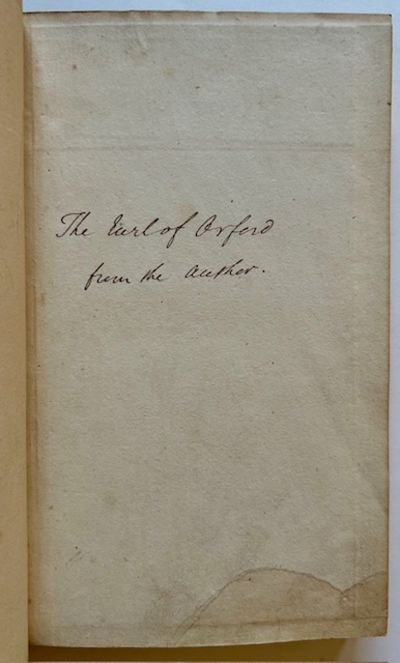 The Earl of Orford
from the Author.